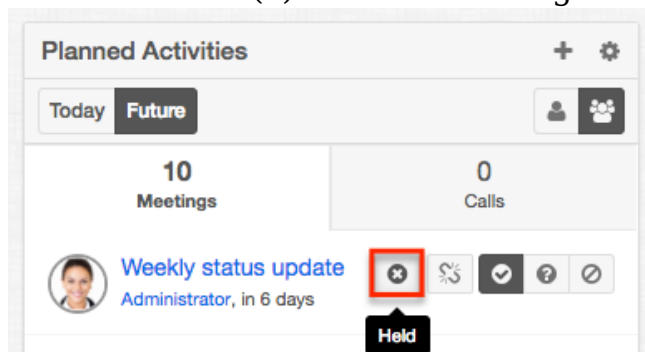 Planned Activities
Today Future
10 0
Meetings Calls
Weekly status update
Administrator, in 6 days
Held